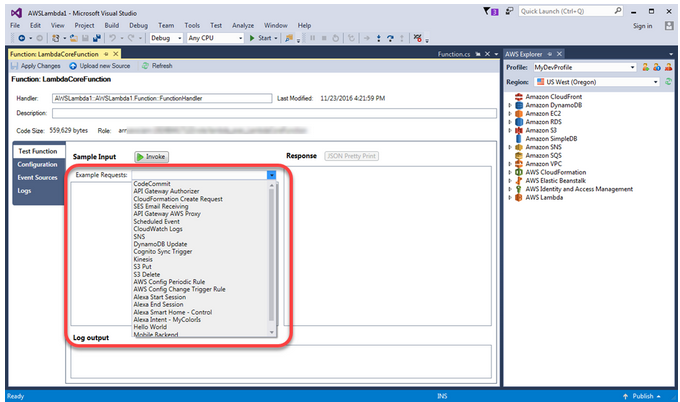 AWSLambda1 - Microsoft Visual Studio
3
Quick Launch (Ctrl+Q)
File Edit View Project Build Debug Team Tools Test Analyze Window Help
Sign in
Debug Any CPU Start
Function: LambdaCoreFunction
Function.cs
AWS Explorer
Apply Changes Upload new Source Refresh
Profile: MyDevProfile
Function: LambdaCoreFunction
Region: US West (Oregon)
Handler: AWSLambda1::AWSLambda1.Function::FunctionHandler Last Modified: 11/23/2016 4:21:59 PM
Description:
Code Size: 559,629 bytes Role:
Test Function
Configuration
Event Sources
Logs
Sample Input Invoke
Response JSON Pretty Print
Example Requests:
CodeCommit
API Gateway Authorizer
CloudFormation Create Request
SES Email Receiving
API Gateway AWS Proxy
Scheduled Event
CloudWatch Logs
SNS
DynamoDB Update
Cognito Sync Trigger
Kinesis
S3 Put
S3 Delete
AWS Config Periodic Rule
AWS Config Change Trigger Rule
Alexa Start Session
Alexa End Session
Alexa Smart Home - Control
Alexa Intent - MyColorIs
Hello World
Mobile Backend
Log output
Amazon CloudFront
Amazon DynamoDB
Amazon EC2
Amazon RDS
Amazon S3
Amazon SimpleDB
Amazon SNS
Amazon SQS
Amazon VPC
AWS CloudFormation
AWS Elastic Beanstalk
AWS Identity and Access Management
AWS Lambda
Ready INS Publish